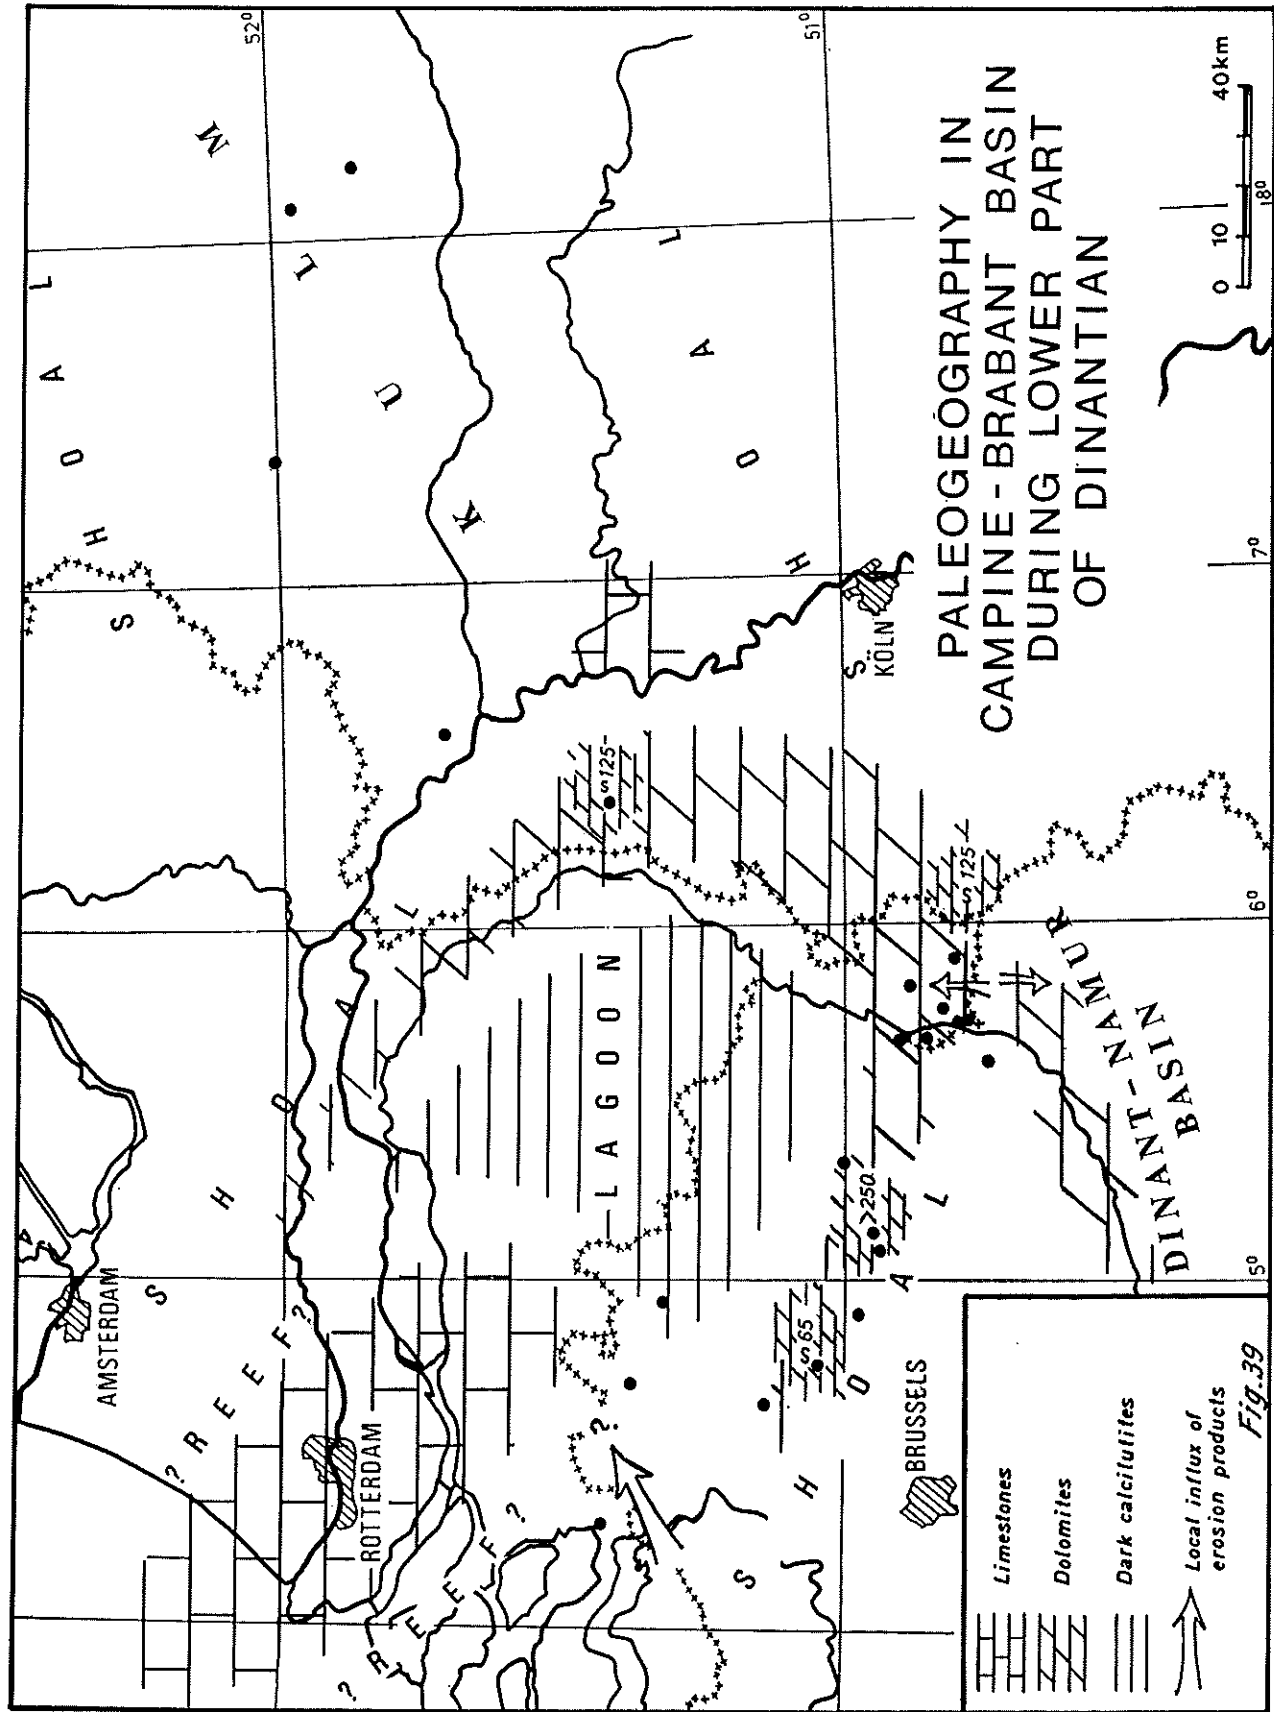 PALEOGEOGRAPHY IN
CAMPINE-BRABANT BASIN
DURING LOWER PART
OF DINANTIAN
52°
51°
5°
6°
7°
8°
0 10 40km
SHOAL
SHOAL
SHOAL
SHOAL
KULM
LAGOON
? REEF ?
? REEF ?
?
AMSTERDAM
ROTTERDAM
BRUSSELS
KÖLN
S 125
S 125
>250
S 65
DINANT-NAMUR
BASIN
Limestones
Dolomites
Dark calcilutites
Local influx of
erosion products
Fig.39